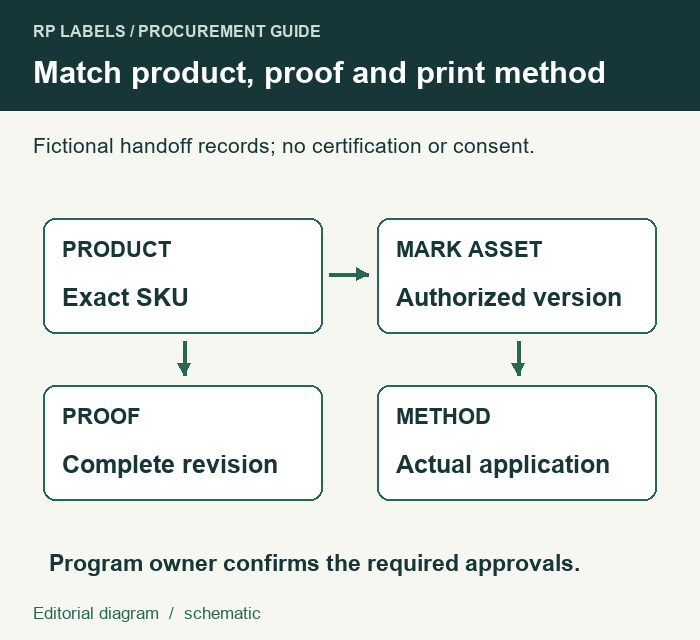 RP LABELS / PROCUREMENT GUIDE
Match product, proof and print method
Fictional handoff records; no certification or consent.
PRODUCT
Exact SKU
MARK ASSET
Authorized version
PROOF
Complete revision
METHOD
Actual application
Program owner confirms the required approvals.
Editorial diagram / schematic